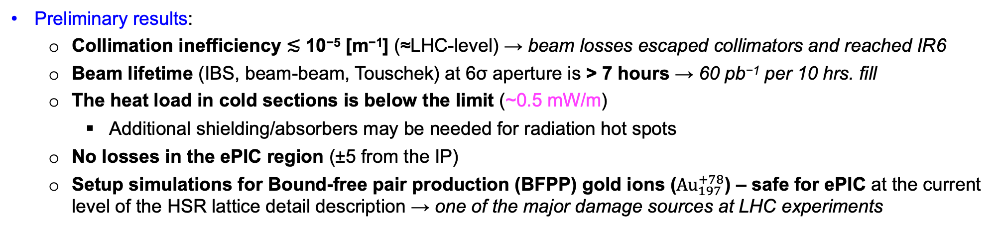 • Preliminary results:
o Collimation inefficiency ≲ 10⁻⁵ [m⁻¹] (≈LHC-level) → beam losses escaped collimators and reached IR6
o Beam lifetime (IBS, beam-beam, Touschek) at 6σ aperture is > 7 hours → 60 pb⁻¹ per 10 hrs. fill
o The heat load in cold sections is below the limit (~0.5 mW/m)
▪ Additional shielding/absorbers may be needed for radiation hot spots
o No losses in the ePIC region (±5 from the IP)
o Setup simulations for Bound-free pair production (BFPP) gold ions (Au₁₉₇⁺⁷⁸) – safe for ePIC at the current
level of the HSR lattice detail description → one of the major damage sources at LHC experiments